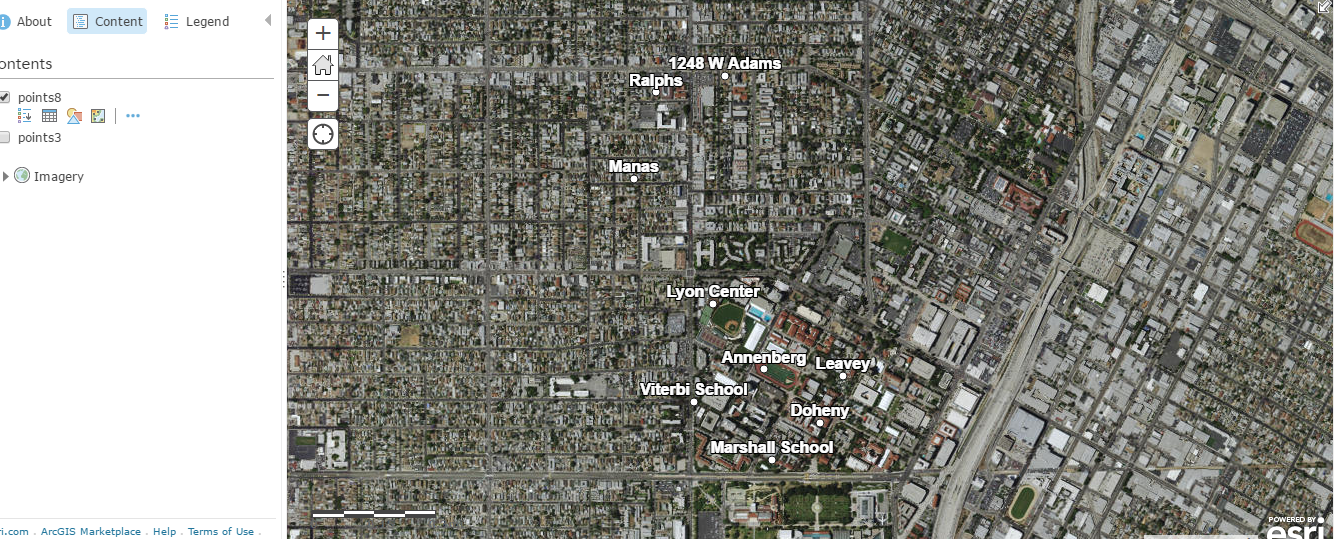 About Content Legend
ontents
points8
points3
Imagery
ri.com . ArcGIS Marketplace . Help . Terms of Use .
+
−
1248 W Adams
Ralphs
Manas
Lyon Center
Annenberg
Leavey
Viterbi School
Doheny
Marshall School
POWERED BY
esri